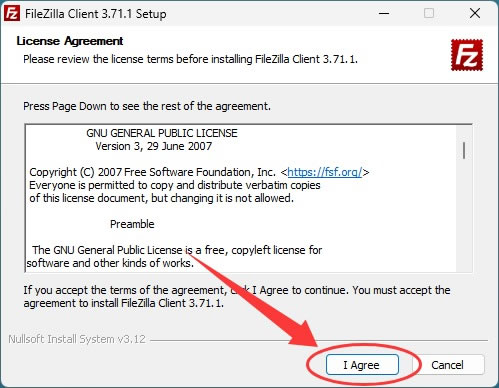 FileZilla Client 3.71.1 Setup
License Agreement
Please review the license terms before installing FileZilla Client 3.71.1.
Fz
Press Page Down to see the rest of the agreement.
GNU GENERAL PUBLIC LICENSE
Version 3, 29 June 2007
Copyright (C) 2007 Free Software Foundation, Inc. <https://fsf.org/>
Everyone is permitted to copy and distribute verbatim copies
of this license document, but changing it is not allowed.
Preamble
The GNU General Public License is a free, copyleft license for
software and other kinds of works.
If you accept the terms of the agreement, click I Agree to continue. You must accept the
agreement to install FileZilla Client 3.71.1.
Nullsoft Install System v3.12
I Agree
Cancel